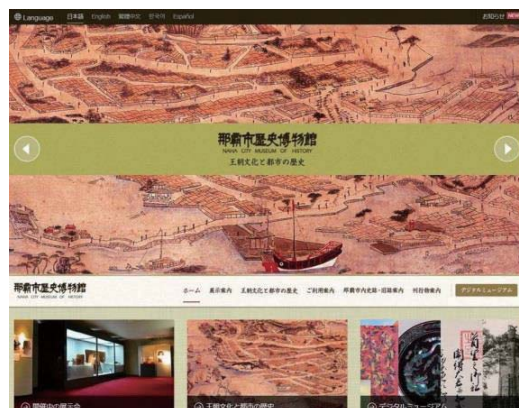 Language 日本語 English 繁體中文 한국어 Español お知らせ NEW
那覇市歴史博物館
NAHA CITY MUSEUM OF HISTORY
王朝文化と都市の歴史
那覇市歴史博物館
NAHA CITY MUSEUM OF HISTORY
ホーム 展示案内 王朝文化と都市の歴史 ご利用案内 那覇市内史跡・旧跡案内 刊行物案内 デジタルミュージアム
開催中の展示会 王朝文化と都市の歴史 デジタルミュージアム